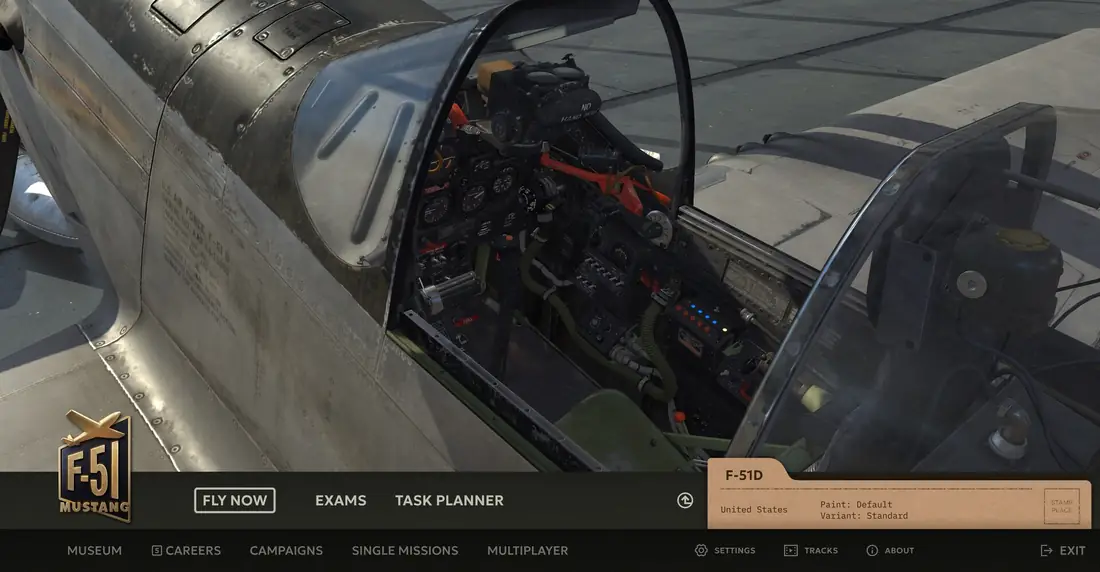 NO
F-51
MUSTANG
FLY NOW
EXAMS
TASK PLANNER
F-51D
United States
Paint: Default
Variant: Standard
STAMP
PLACE
MUSEUM
CAREERS
CAMPAIGNS
SINGLE MISSIONS
MULTIPLAYER
SETTINGS
TRACKS
ABOUT
EXIT